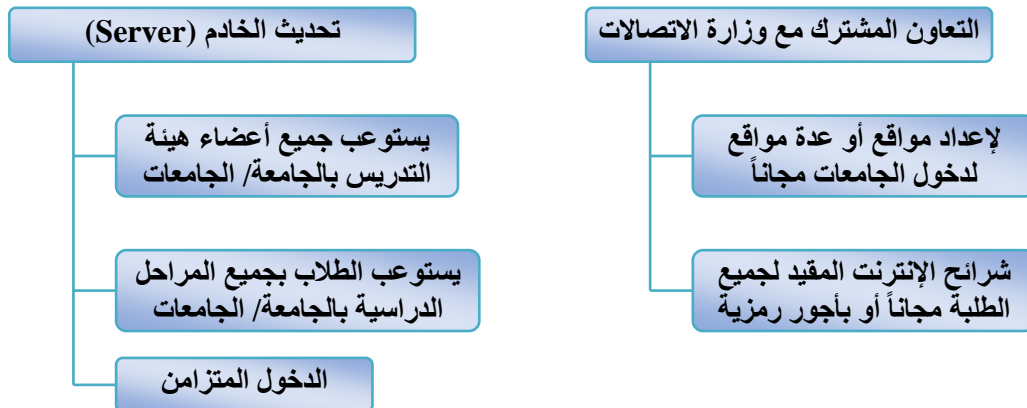 التعاون المشترك مع وزارة الاتصالات
لإعداد مواقع أو عدة مواقع
لدخول الجامعات مجاناً
شرائح الإنترنت المقيد لجميع
الطلبة مجاناً أو بأجور رمزية
تحديث الخادم (Server)
يستوعب جميع أعضاء هيئة
التدريس بالجامعة/ الجامعات
يستوعب الطلاب بجميع المراحل
الدراسية بالجامعة/ الجامعات
الدخول المتزامن